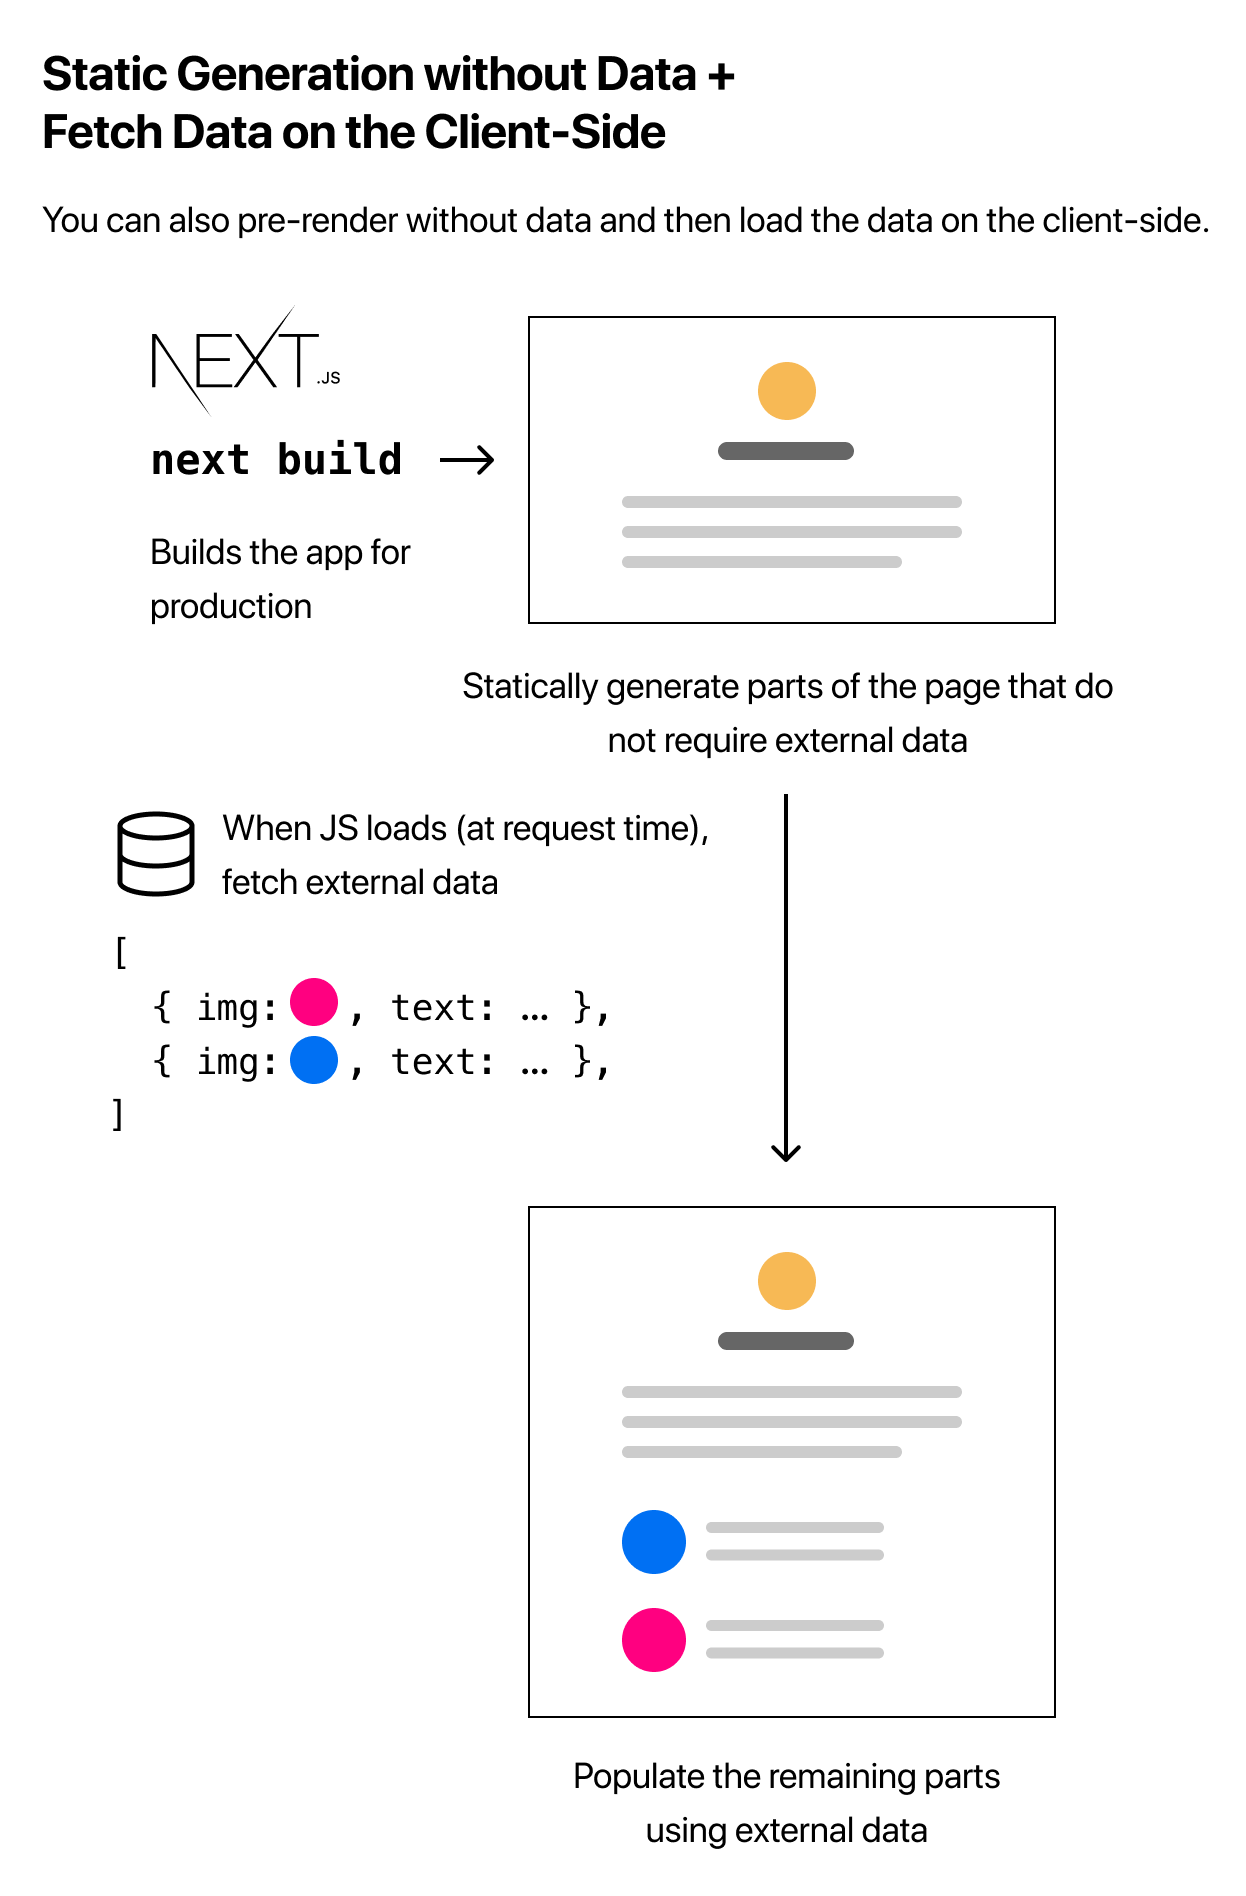 Static Generation without Data +
Fetch Data on the Client-Side
You can also pre-render without data and then load the data on the client-side.
NEXT.JS
next build
Builds the app for
production
Statically generate parts of the page that do
not require external data
When JS loads (at request time),
fetch external data
[
{ img: , text: … },
{ img: , text: … },
]
Populate the remaining parts
using external data